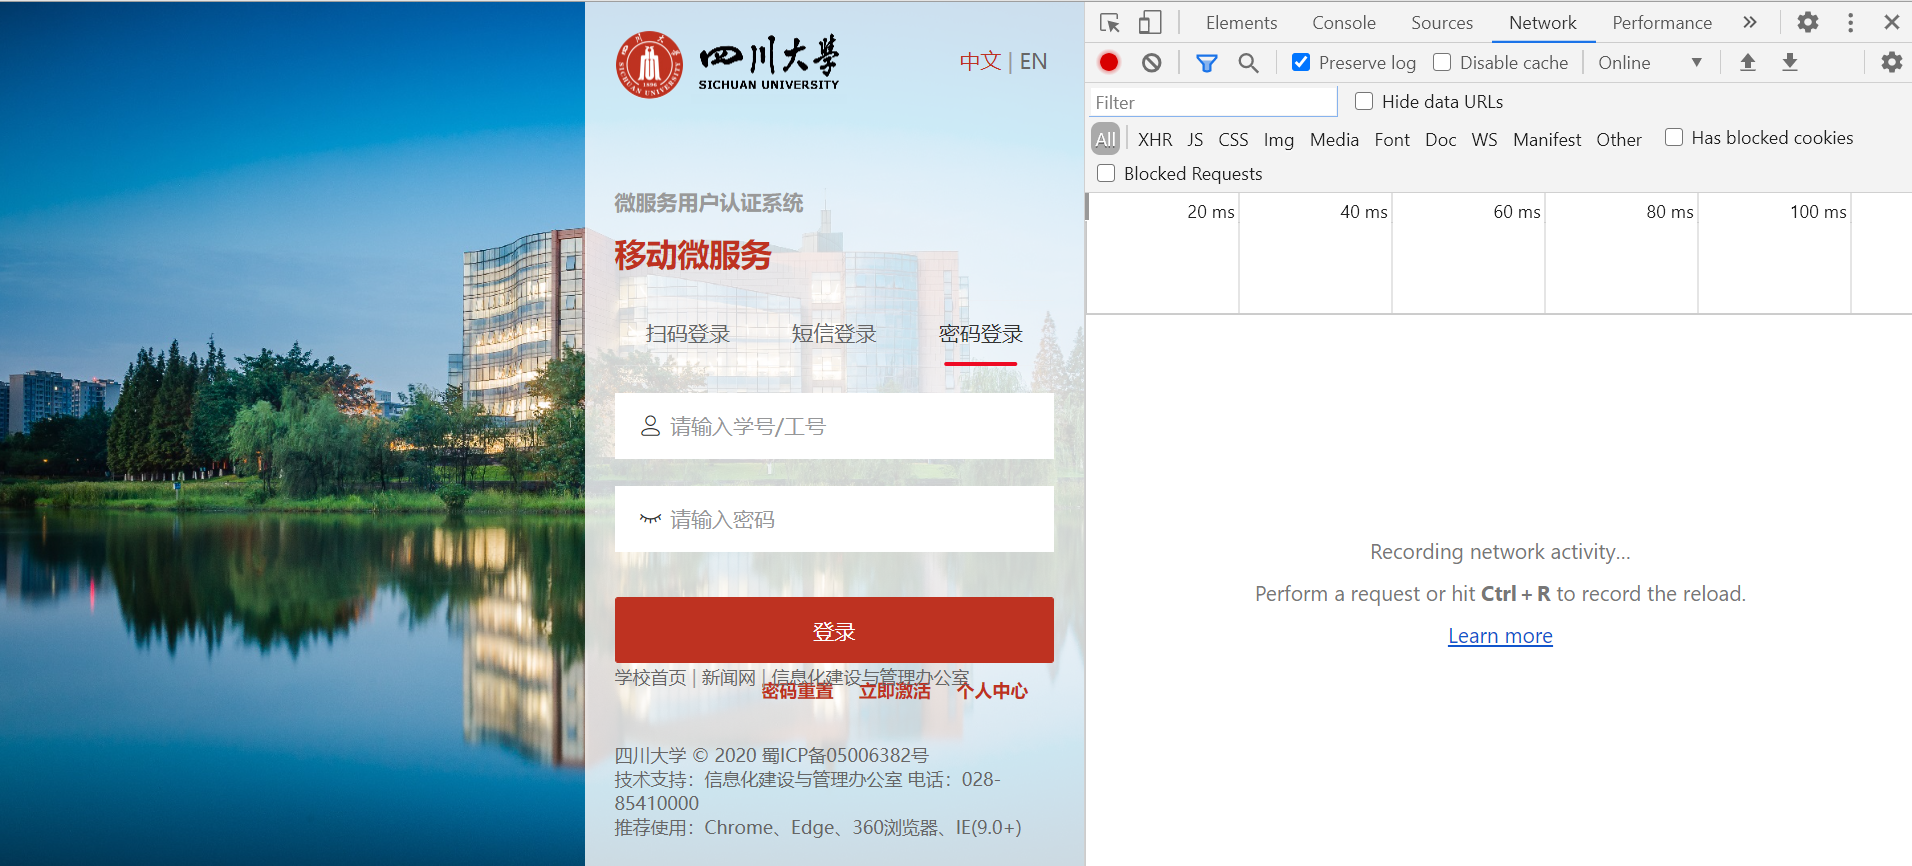 四川大學
SICHUAN UNIVERSITY
中文 | EN
微服务用户认证系统
移动微服务
扫码登录 短信登录 密码登录
请输入学号/工号
请输入密码
登录
学校首页 | 新闻网 | 信息化建设与管理办公室
密码重置 立即激活 个人中心
四川大学 © 2020 蜀ICP备05006382号
技术支持：信息化建设与管理办公室 电话：028-
85410000
推荐使用：Chrome、Edge、360浏览器、IE(9.0+)
Elements Console Sources Network Performance
Preserve log Disable cache Online
Filter Hide data URLs
All XHR JS CSS Img Media Font Doc WS Manifest Other Has blocked cookies
Blocked Requests
20 ms 40 ms 60 ms 80 ms 100 ms
Recording network activity...
Perform a request or hit Ctrl + R to record the reload.
Learn more